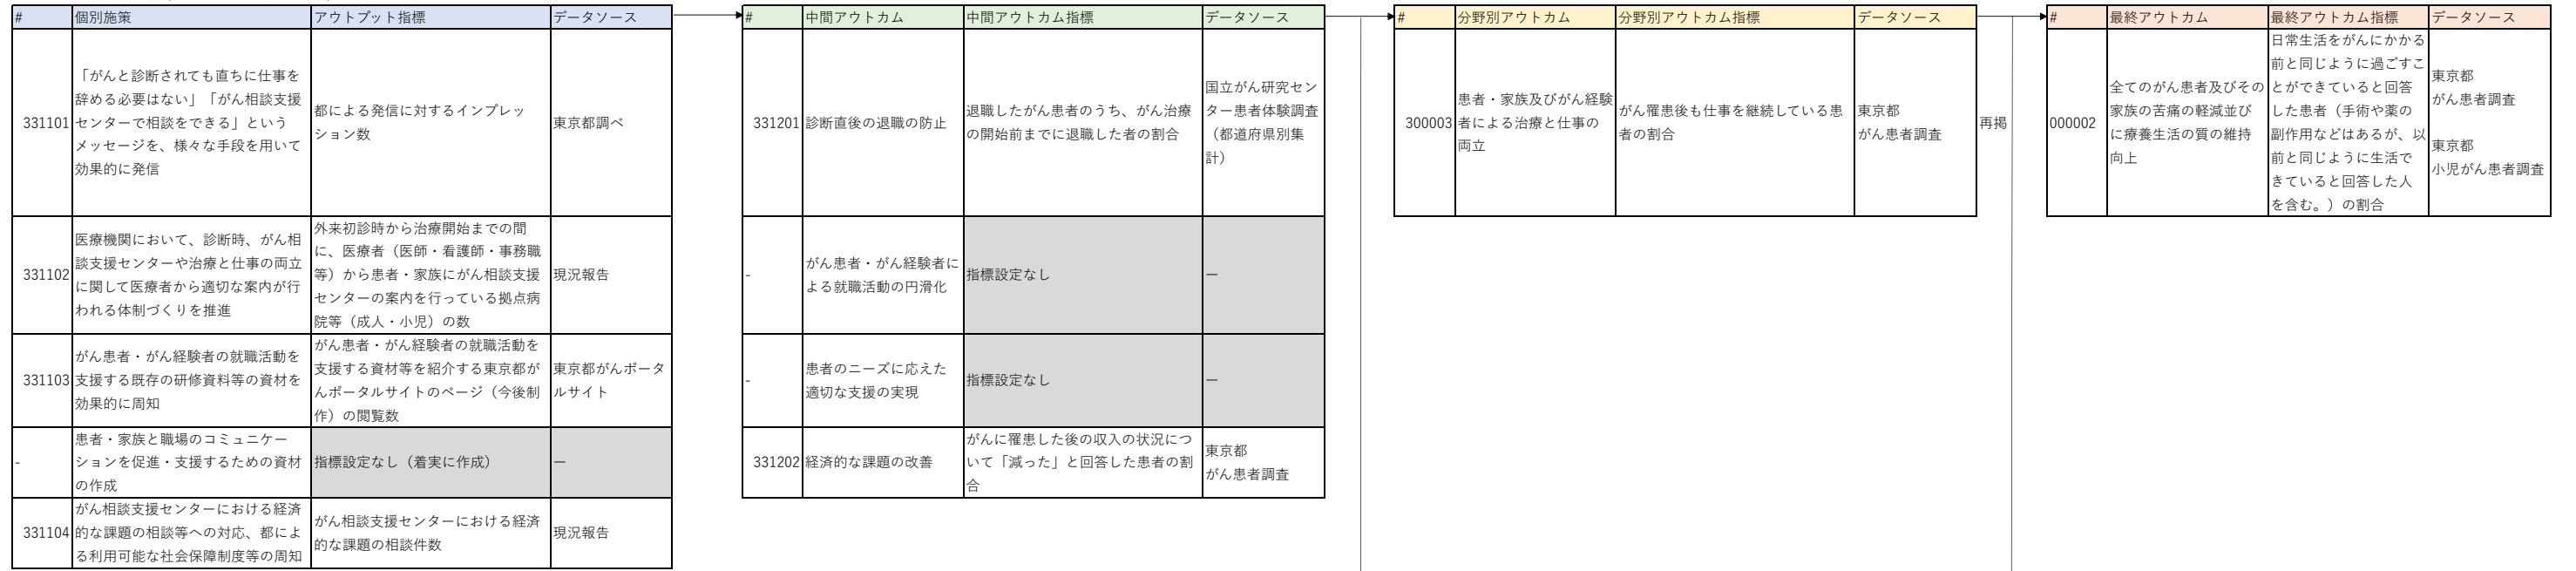 #
個別施策
アウトプット指標
データソース
331101
「がんと診断されても直ちに仕事を
辞める必要はない」「がん相談支援
センターで相談をできる」という
メッセージを、様々な手段を用いて
効果的に発信
都による発信に対するインプレッ
ション数
東京都調べ
331102
医療機関において、診断時、がん相
談支援センターや治療と仕事の両立
に関して医療者から適切な案内が行
われる体制づくりを推進
外来初診時から治療開始までの間
に、医療者（医師・看護師・事務職
等）から患者・家族にがん相談支援
センターの案内を行っている拠点病
院等（成人・小児）の数
現況報告
331103
がん患者・がん経験者の就職活動を
支援する既存の研修資料等の資材を
効果的に周知
がん患者・がん経験者の就職活動を
支援する資材等を紹介する東京都が
んポータルサイトのページ（今後制
作）の閲覧数
東京都がんポータ
ルサイト
-
患者・家族と職場のコミュニケー
ションを促進・支援するための資材
の作成
指標設定なし（着実に作成）
ー
331104
がん相談支援センターにおける経済
的な課題の相談等への対応、都によ
る利用可能な社会保障制度等の周知
がん相談支援センターにおける経済
的な課題の相談件数
現況報告
#
中間アウトカム
中間アウトカム指標
データソース
331201
診断直後の退職の防止
退職したがん患者のうち、がん治療
の開始前までに退職した者の割合
国立がん研究セン
ター患者体験調査
（都道府県別集
計）
-
がん患者・がん経験者に
よる就職活動の円滑化
指標設定なし
ー
-
患者のニーズに応えた
適切な支援の実現
指標設定なし
ー
331202
経済的な課題の改善
がんに罹患した後の収入の状況につ
いて「減った」と回答した患者の割
合
東京都
がん患者調査
#
分野別アウトカム
分野別アウトカム指標
データソース
300003
患者・家族及びがん経験
者による治療と仕事の
両立
がん罹患後も仕事を継続している患
者の割合
東京都
がん患者調査
再掲
#
最終アウトカム
最終アウトカム指標
データソース
000002
全てのがん患者及びその
家族の苦痛の軽減並び
に療養生活の質の維持
向上
日常生活をがんにかかる
前と同じように過ごすこ
とができていると回答
した患者（手術や薬の
副作用などはあるが、以
前と同じように生活で
きていると回答した人
を含む。）の割合
東京都
がん患者調査
東京都
小児がん患者調査